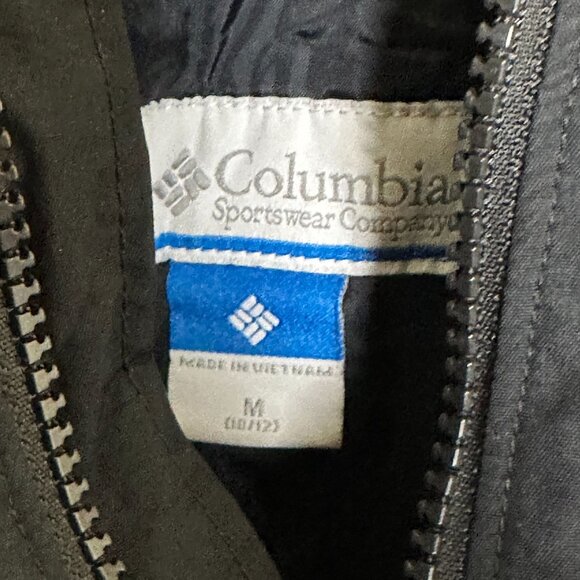 Columbia
Sportswear Company
MADE IN VIETNAM
M
(10/12)